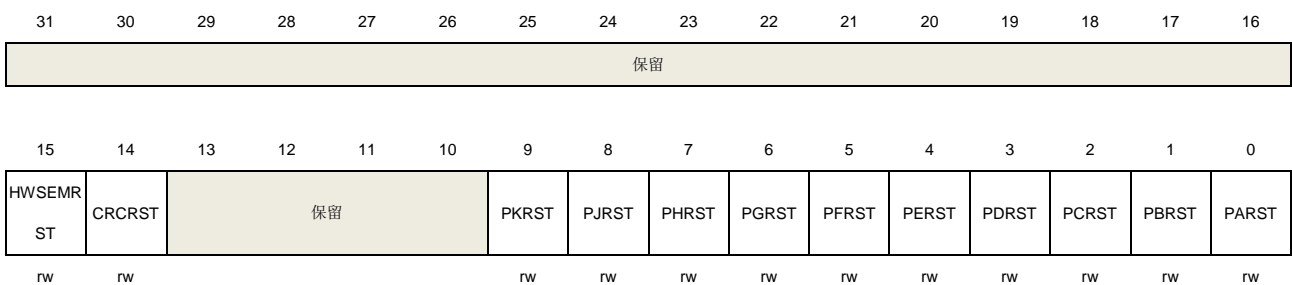 31 30 29 28 27 26 25 24 23 22 21 20 19 18 17 16
保留
15 14 13 12 11 10 9 8 7 6 5 4 3 2 1 0
HWSEMR
ST
CRCRST 保留 PKRST PJRST PHRST PGRST PFRST PERST PDRST PCRST PBRST PARST
rw rw rw rw rw rw rw rw rw rw rw rw